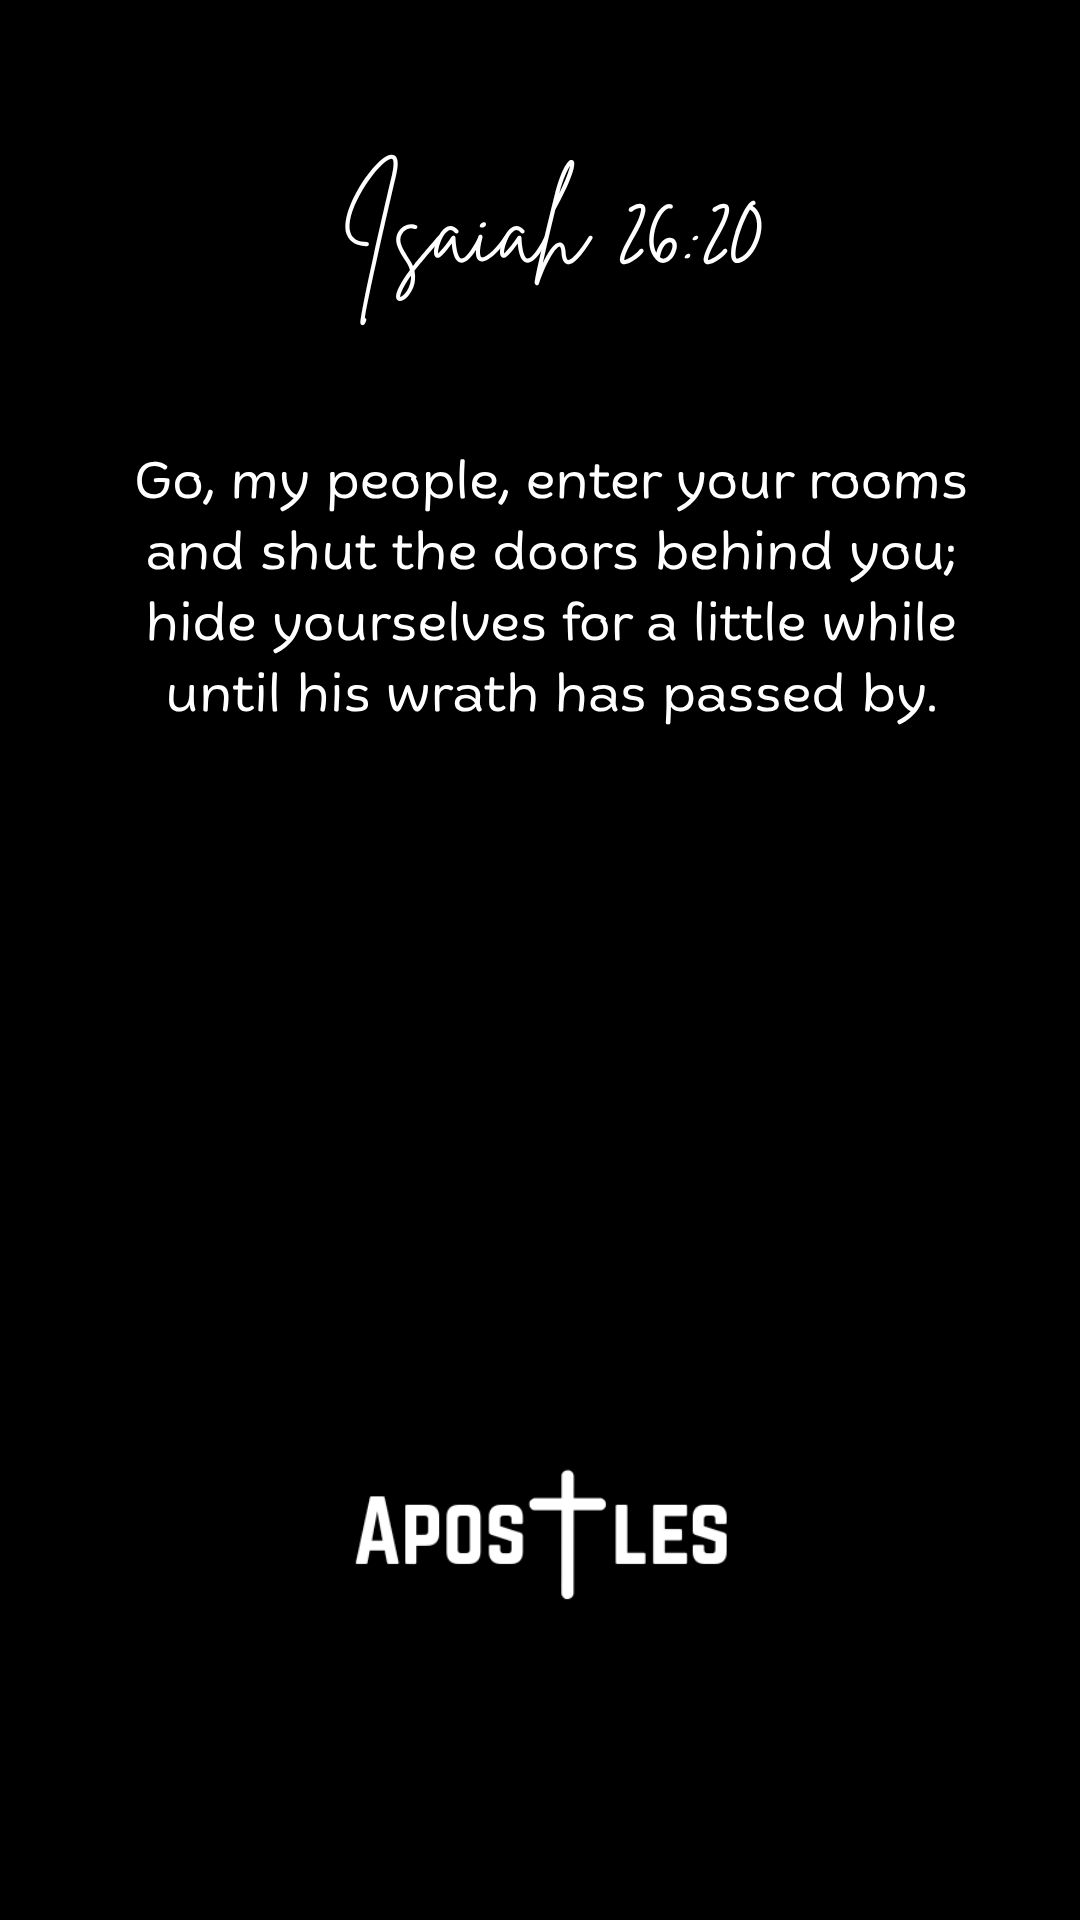 Isaiah 26:20
Go, my people, enter your rooms
and shut the doors behind you;
hide yourselves for a little while
until his wrath has passed by.
APOSTLES